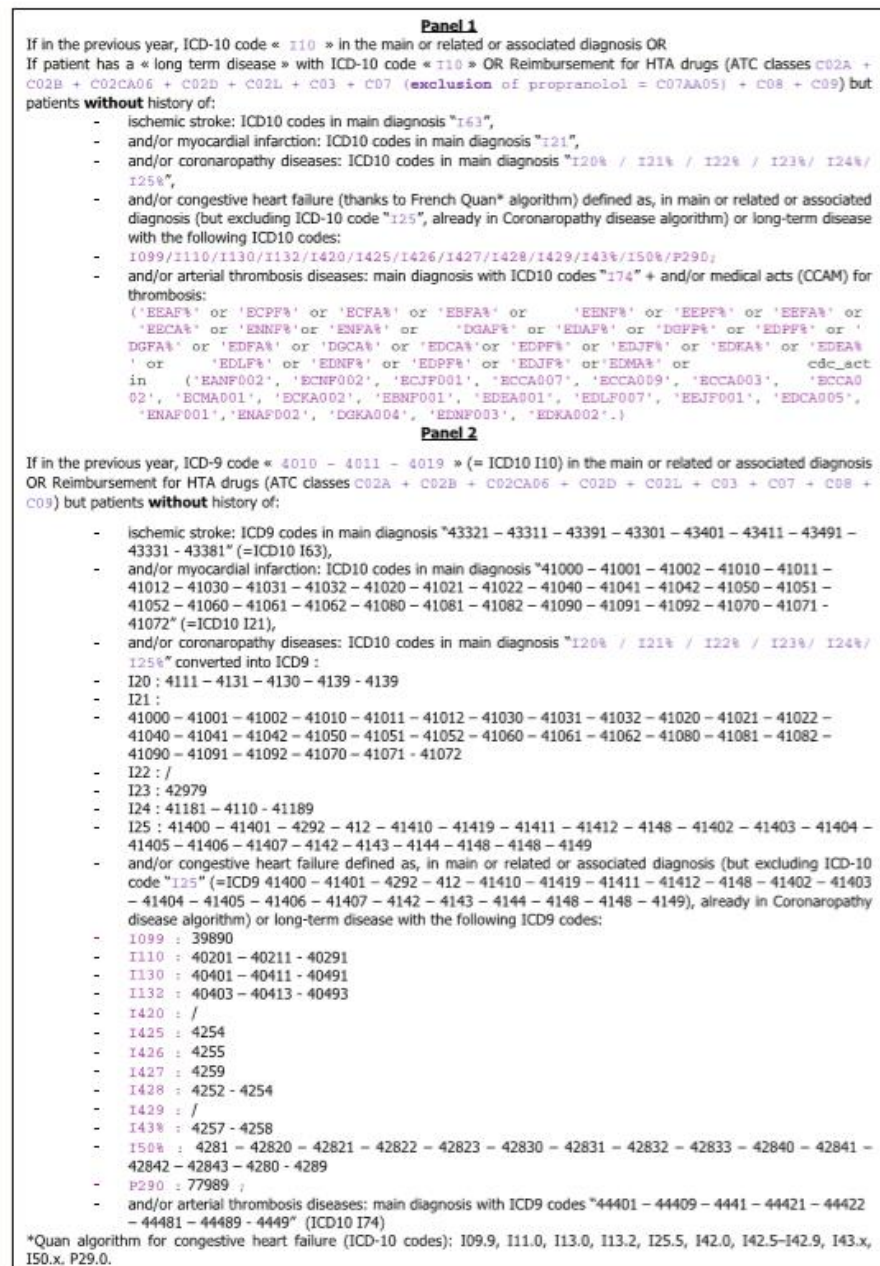 Panel 1
If in the previous year, ICD-10 code « I10 » in the main or related or associated diagnosis OR
If patient has a « long term disease » with ICD-10 code « I10 » OR Reimbursement for HTA drugs (ATC classes C02A +
C02B + C02CA06 + C02D + C02L + C03 + C07 (exclusion of propranolol = C07AA05) + C08 + C09) but
patients without history of:
- ischemic stroke: ICD10 codes in main diagnosis "I63",
- and/or myocardial infarction: ICD10 codes in main diagnosis "I21",
- and/or coronaropathy diseases: ICD10 codes in main diagnosis "I20% / I21% / I22% / I23%/ I24%/
I25%",
- and/or congestive heart failure (thanks to French Quan* algorithm) defined as, in main or related or associated
diagnosis (but excluding ICD-10 code "I25", already in Coronaropathy disease algorithm) or long-term disease
with the following ICD10 codes:
- I099/I110/I130/I132/I420/I425/I426/I427/I428/I429/I43%/I50%/P290;
- and/or arterial thrombosis diseases: main diagnosis with ICD10 codes "I74" + and/or medical acts (CCAM) for
thrombosis:
('EEAF%' or 'ECPF%' or 'ECFA%' or 'EBFA%' or 'EENF%' or 'EEPF%' or 'EEFA%' or
'EECA%' or 'ENNF%'or 'ENFA%' or 'DGAF%' or 'EDAF%' or 'DGFP%' or 'EDPF%' or '
DGFA%' or 'EDFA%' or 'DGCA%' or 'EDCA%'or 'EDPF%' or 'EDJF%' or 'EDKA%' or 'EDEA%
' or 'EDLF%' or 'EDNF%' or 'EDPF%' or 'EDJF%' or'EDMA%' or cdc_act
in ('EANF002', 'ECNF002', 'ECJF001', 'ECCA007', 'ECCA009', 'ECCA003', 'ECCA0
02', 'ECMA001', 'ECKA002', 'EBNF001', 'EDEA001', 'EDLF007', 'EEJF001', 'EDCA005',
'ENAF001','ENAF002', 'DGKA004', 'EDNF003', 'EDKA002'.)
Panel 2
If in the previous year, ICD-9 code « 4010 – 4011 – 4019 » (= ICD10 I10) in the main or related or associated diagnosis
OR Reimbursement for HTA drugs (ATC classes C02A + C02B + C02CA06 + C02D + C02L + C03 + C07 + C08 +
C09) but patients without history of:
- ischemic stroke: ICD9 codes in main diagnosis "43321 – 43311 – 43391 – 43301 – 43401 – 43411 – 43491 –
43331 - 43381" (=ICD10 I63),
- and/or myocardial infarction: ICD10 codes in main diagnosis "41000 – 41001 – 41002 – 41010 – 41011 –
41012 – 41030 – 41031 – 41032 – 41020 – 41021 – 41022 – 41040 – 41041 – 41042 – 41050 – 41051 –
41052 – 41060 – 41061 – 41062 – 41080 – 41081 – 41082 – 41090 – 41091 – 41092 – 41070 – 41071 -
41072" (=ICD10 I21),
- and/or coronaropathy diseases: ICD10 codes in main diagnosis "I20% / I21% / I22% / I23%/ I24%/
I25%" converted into ICD9 :
- I20 : 4111 – 4131 – 4130 – 4139 - 4139
- I21 :
- 41000 – 41001 – 41002 – 41010 – 41011 – 41012 – 41030 – 41031 – 41032 – 41020 – 41021 – 41022 –
41040 – 41041 – 41042 – 41050 – 41051 – 41052 – 41060 – 41061 – 41062 – 41080 – 41081 – 41082 –
41090 – 41091 – 41092 – 41070 – 41071 - 41072
- I22 : /
- I23 : 42979
- I24 : 41181 – 4110 - 41189
- I25 : 41400 – 41401 – 4292 – 412 – 41410 – 41419 – 41411 – 41412 – 4148 – 41402 – 41403 – 41404 –
41405 – 41406 – 41407 – 4142 – 4143 – 4144 – 4148 – 4148 – 4149
- and/or congestive heart failure defined as, in main or related or associated diagnosis (but excluding ICD-10
code "I25" (=ICD9 41400 – 41401 – 4292 – 412 – 41410 – 41419 – 41411 – 41412 – 4148 – 41402 – 41403
– 41404 – 41405 – 41406 – 41407 – 4142 – 4143 – 4144 – 4148 – 4148 – 4149), already in Coronaropathy
disease algorithm) or long-term disease with the following ICD9 codes:
- I099 : 39890
- I110 : 40201 – 40211 - 40291
- I130 : 40401 – 40411 - 40491
- I132 : 40403 – 40413 - 40493
- I420 : /
- I425 : 4254
- I426 : 4255
- I427 : 4259
- I428 : 4252 - 4254
- I429 : /
- I43% : 4257 - 4258
- I50% : 4281 – 42820 – 42821 – 42822 – 42823 – 42830 – 42831 – 42832 – 42833 – 42840 – 42841 –
42842 – 42843 – 4280 - 4289
- P290 : 77989 ;
- and/or arterial thrombosis diseases: main diagnosis with ICD9 codes "44401 – 44409 – 4441 – 44421 – 44422
– 44481 – 44489 - 4449" (ICD10 I74)
*Quan algorithm for congestive heart failure (ICD-10 codes): I09.9, I11.0, I13.0, I13.2, I25.5, I42.0, I42.5–I42.9, I43.x,
I50.x, P29.0.